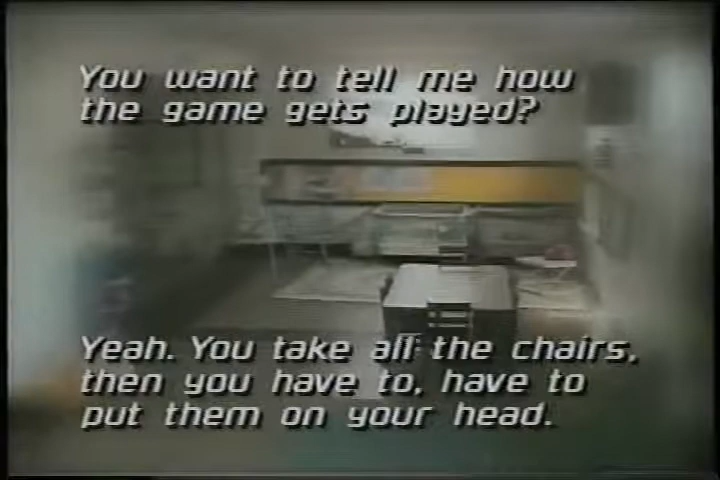 You want to tell me how
the game gets played?
Yeah. You take all the chairs,
then you have to, have to
put them on your head.